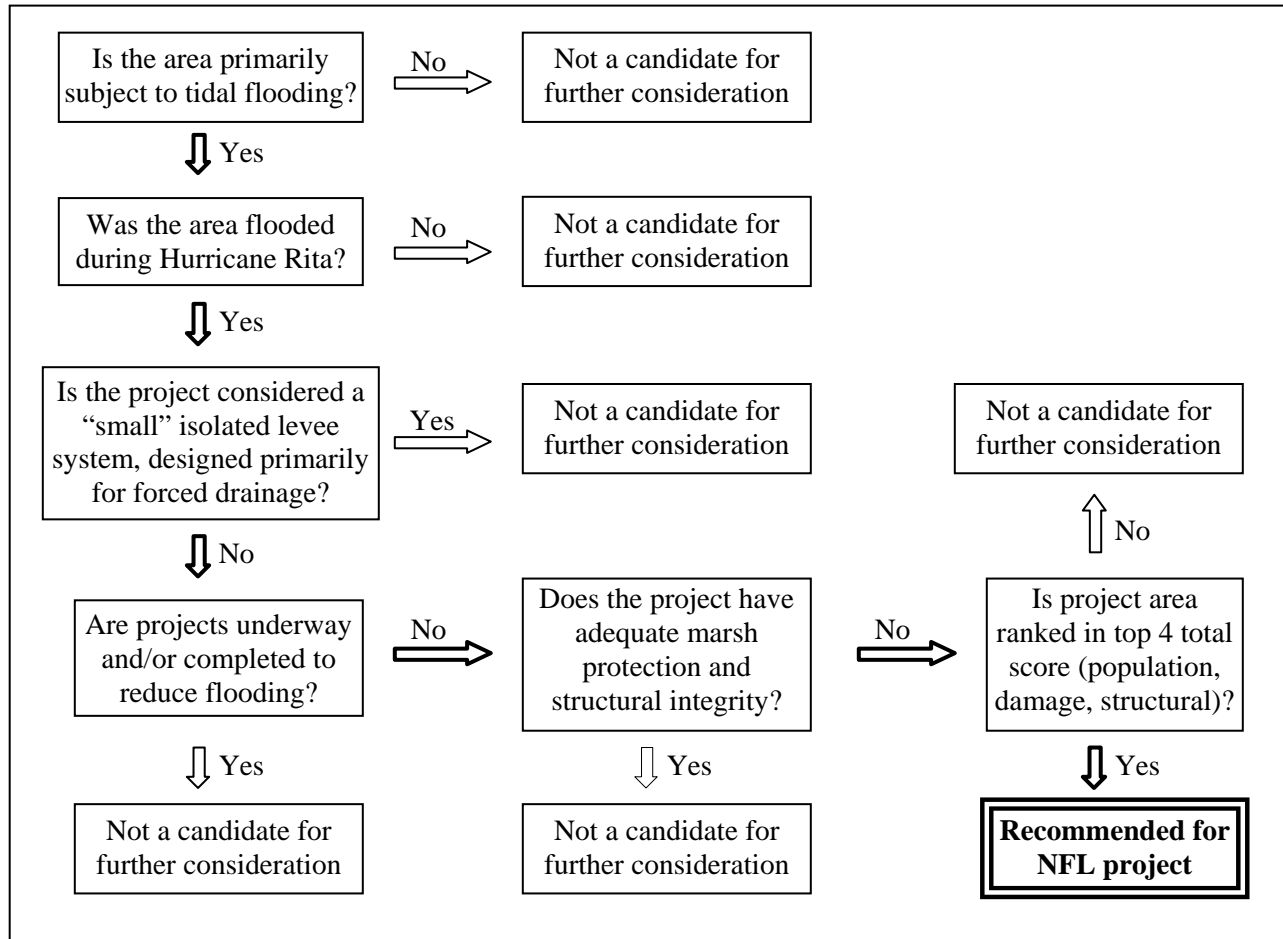 Is the area primarily
subject to tidal flooding?
No
Not a candidate for
further consideration
Yes
Was the area flooded
during Hurricane Rita?
No
Not a candidate for
further consideration
Yes
Is the project considered a
“small” isolated levee
system, designed primarily
for forced drainage?
Yes
Not a candidate for
further consideration
Not a candidate for
further consideration
No
No
Are projects underway
and/or completed to
reduce flooding?
No
Does the project have
adequate marsh
protection and
structural integrity?
No
Is project area
ranked in top 4 total
score (population,
damage, structural)?
Yes
Yes
Yes
Not a candidate for
further consideration
Not a candidate for
further consideration
Recommended for
NFL project